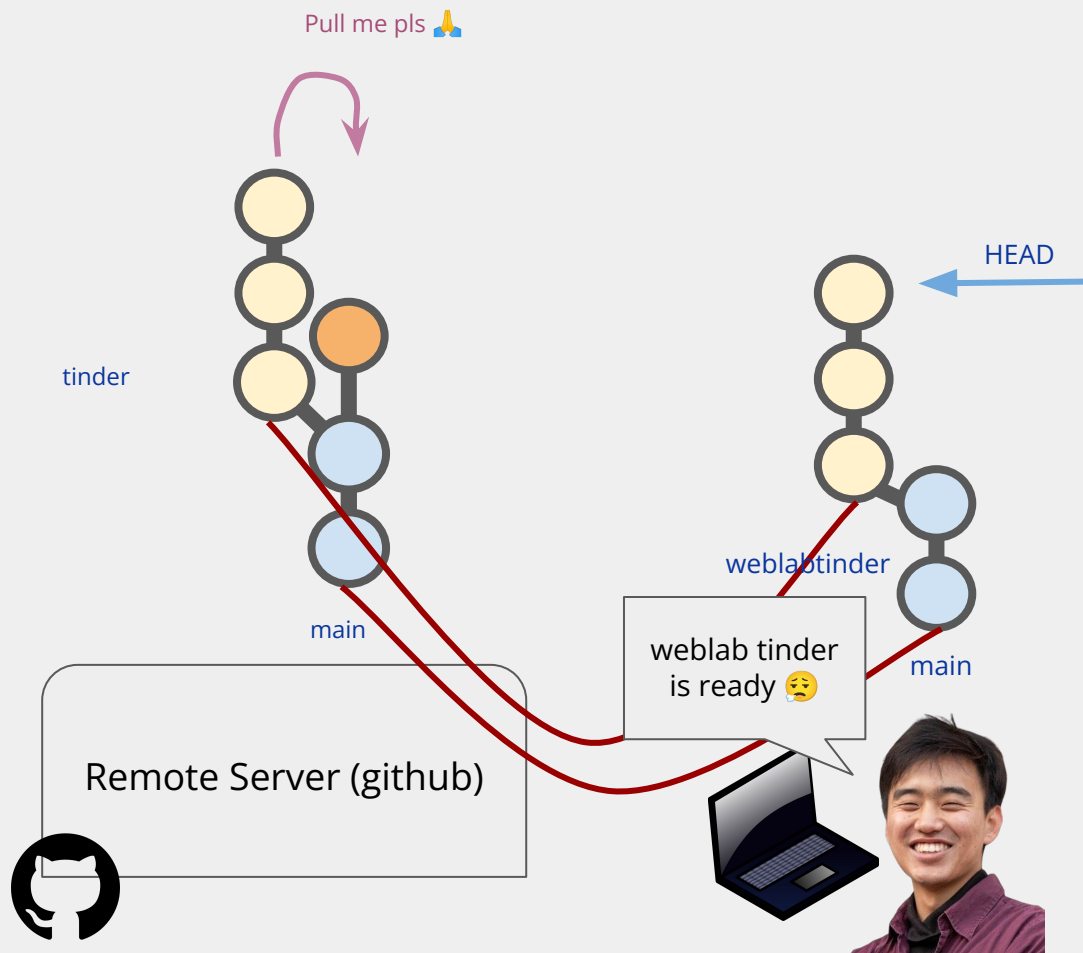 Pull me pls 🙏
HEAD
tinder
weblabtinder
main
weblab tinder
is ready 😮‍💨
main
Remote Server (github)